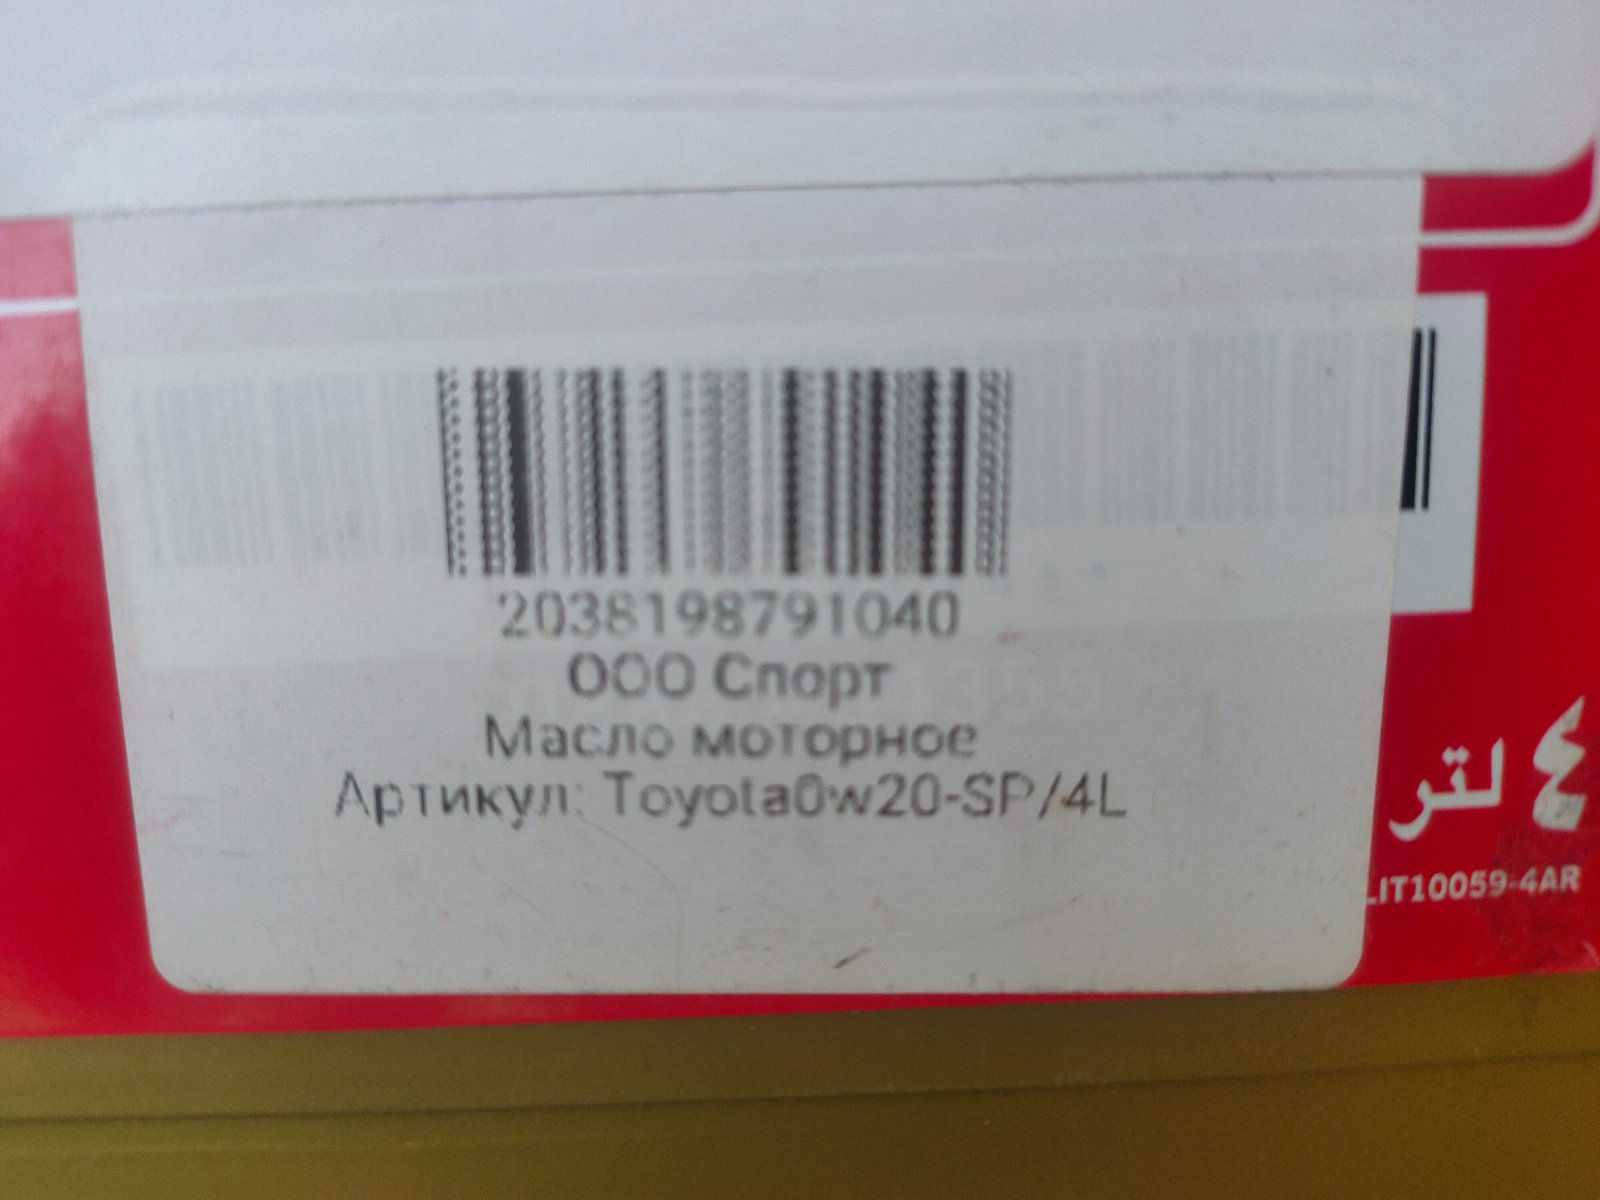 2038198791040
ООО Спорт
Масло моторное
Артикул: Toyota0w20-SP/4L
٤ لتر
LIT10059-4AR